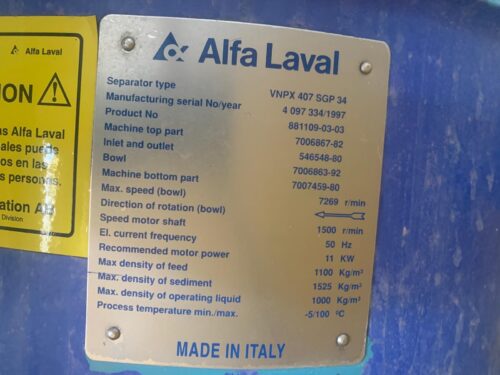 Alfa Laval
ION
as Alfa Laval
ales puede
os en las
s personas.
ation AB
Division
Alfa Laval
Separator type VNPX 407 SGP 34
Manufacturing serial No/year 4 097 334/1997
Product No 881109-03-03
Machine top part 7006867-82
Inlet and outlet 546548-80
Bowl 7006863-92
Machine bottom part 7007459-80
Max. speed (bowl) 7269 r/min
Direction of rotation (bowl)
Speed motor shaft 1500 r/min
El. current frequency 50 Hz
Recommended motor power 11 KW
Max density of feed 1100 Kg/m³
Max. density of sediment 1525 Kg/m³
Max. density of operating liquid 1000 Kg/m³
Process temperature min./max. -5/100 ºC
MADE IN ITALY